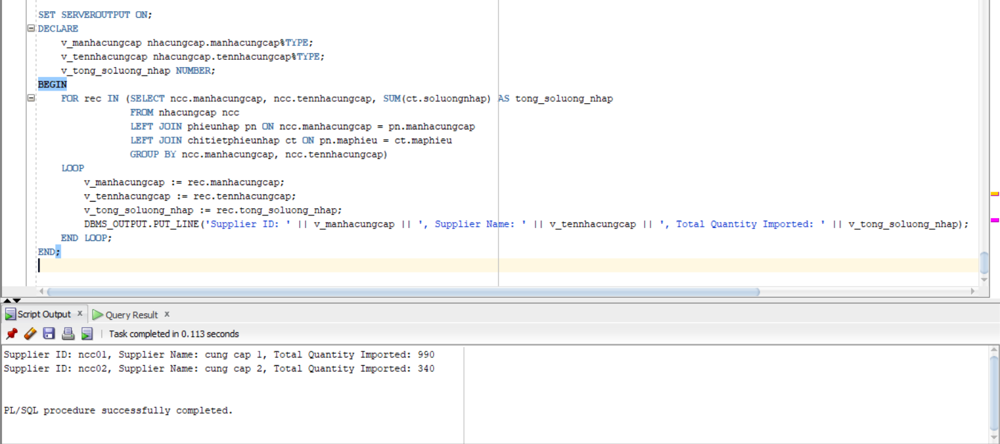 SET SERVEROUTPUT ON;
DECLARE
    v_manhacungcap nhacungcap.manhacungcap%TYPE;
    v_tennhacungcap nhacungcap.tennhacungcap%TYPE;
    v_tong_soluong_nhap NUMBER;
BEGIN
    FOR rec IN (SELECT ncc.manhacungcap, ncc.tennhacungcap, SUM(ct.soluongnhap) AS tong_soluong_nhap
                FROM nhacungcap ncc
                LEFT JOIN phieunhap pn ON ncc.manhacungcap = pn.manhacungcap
                LEFT JOIN chitietphieunhap ct ON pn.maphieu = ct.maphieu
                GROUP BY ncc.manhacungcap, ncc.tennhacungcap)
    LOOP
        v_manhacungcap := rec.manhacungcap;
        v_tennhacungcap := rec.tennhacungcap;
        v_tong_soluong_nhap := rec.tong_soluong_nhap;
        DBMS_OUTPUT.PUT_LINE('Supplier ID: ' || v_manhacungcap || ', Supplier Name: ' || v_tennhacungcap || ', Total Quantity Imported: ' || v_tong_soluong_nhap);
    END LOOP;
END;
Script Output x Query Result x
Task completed in 0.113 seconds
Supplier ID: ncc01, Supplier Name: cung cap 1, Total Quantity Imported: 990
Supplier ID: ncc02, Supplier Name: cung cap 2, Total Quantity Imported: 340
PL/SQL procedure successfully completed.